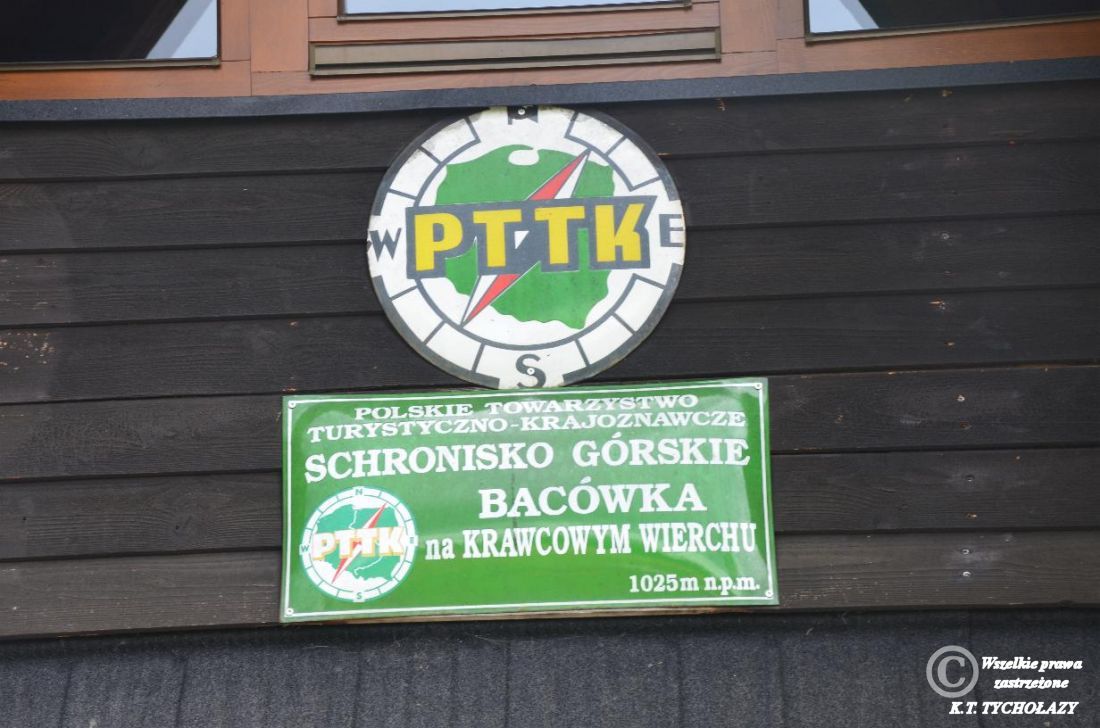 W
PTTK
E
S
POLSKIE TOWARZYSTWO
TURYSTYCZNO-KRAJOZNAWCZE
SCHRONISKO GÓRSKIE
BACÓWKA
na KRAWCOWYM WIERCHU
1025m n.p.m.
N
W
PTTK
E
S
© Wszelkie prawa
zastrzeżone
K.T. TYCHOŁAZY